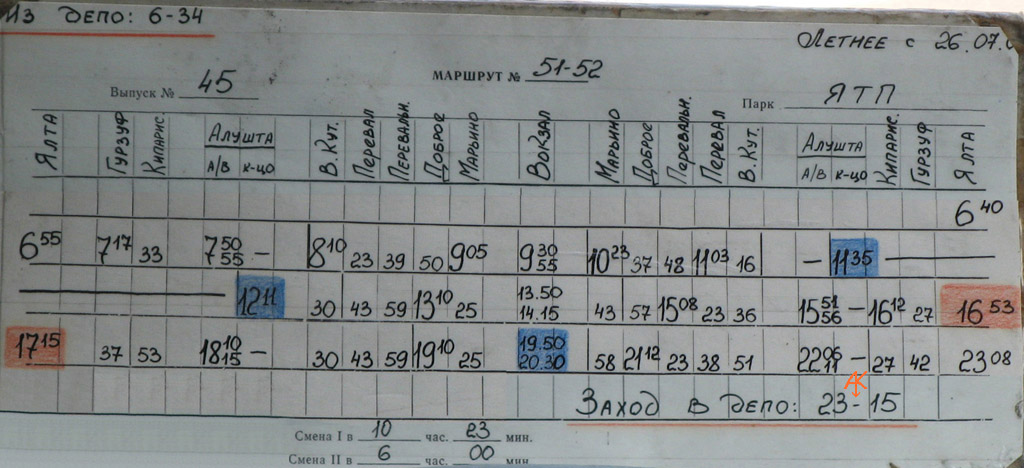 Из депо: 6-34
Летнее с 26.07.0
Маршрут № 51-52
Выпуск № 45
Парк ЯТП
Ялта Гурзуф Кипарис. Алушта А/В к-цо В.Кут. Перевал Перевальн. Доброе Марьино Вокзал Марьино Доброе Перевальн. Перевал В.Кут. Алушта А/В к-цо Кипарис. Гурзуф Ялта
6 40
6 55 7 17 33 7 50 55 – 8 10 23 39 50 9 05 9 30 55 10 23 37 48 11 03 16 – 11 35
12 11 30 43 59 13 10 25 13.50 14.15 43 57 15 08 23 36 15 51 56 – 16 12 27 16 53
17 15 37 53 18 10 15 – 30 43 59 19 10 25 19.50 20.30 58 21 12 23 38 51 22 06 11 – 27 42 23 08
АК
Заход в депо: 23-15
Смена I в 10 час. 23 мин.
Смена II в 6 час. 00 мин.